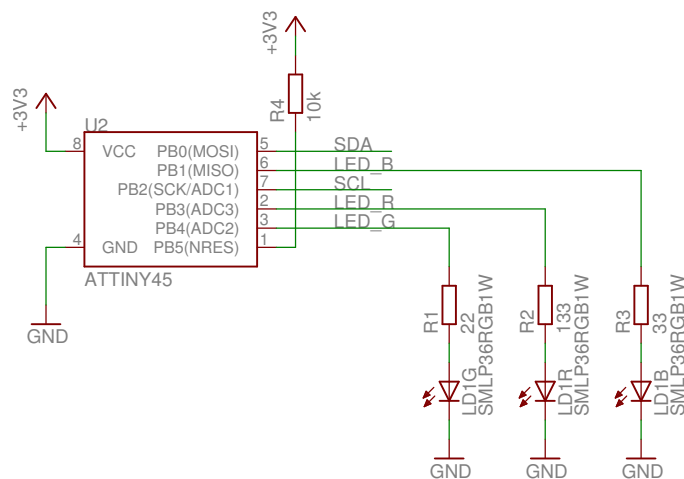 +3V3
+3V3
R4
10k
U2
8
VCC
PB0(MOSI)
5
SDA
PB1(MISO)
6
LED_B
PB2(SCK/ADC1)
7
SCL
PB3(ADC3)
2
LED_R
PB4(ADC2)
3
LED_G
4
GND
PB5(NRES)
1
ATTINY45
GND
R1
22
R2
133
R3
33
LD1G
SMLP36RGB1W
LD1R
SMLP36RGB1W
LD1B
SMLP36RGB1W
GND
GND
GND